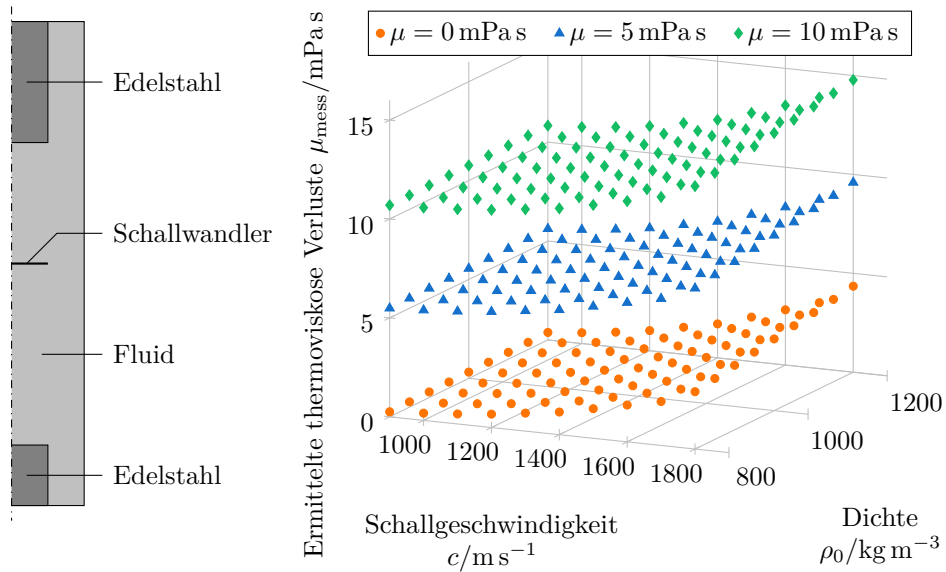 Edelstahl
Schallwandler
Fluid
Edelstahl
μ = 0 mPa s μ = 5 mPa s μ = 10 mPa s
Ermittelte thermoviskose Verluste μmess/mPa s
15
10
5
0
1000 1200 1400 1600 1800
800 1000 1200
Schallgeschwindigkeit
c/m s⁻¹
Dichte
ρ₀/kg m⁻³